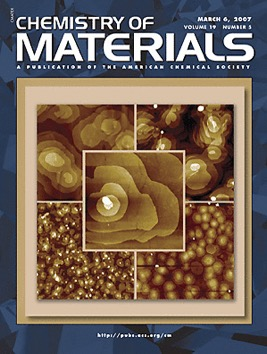 MARCH 6, 2007
VOLUME 19 NUMBER 5
CHEMISTRY OF
MATERIALS
A PUBLICATION OF THE AMERICAN CHEMICAL SOCIETY
http://pubs.acs.org/cm